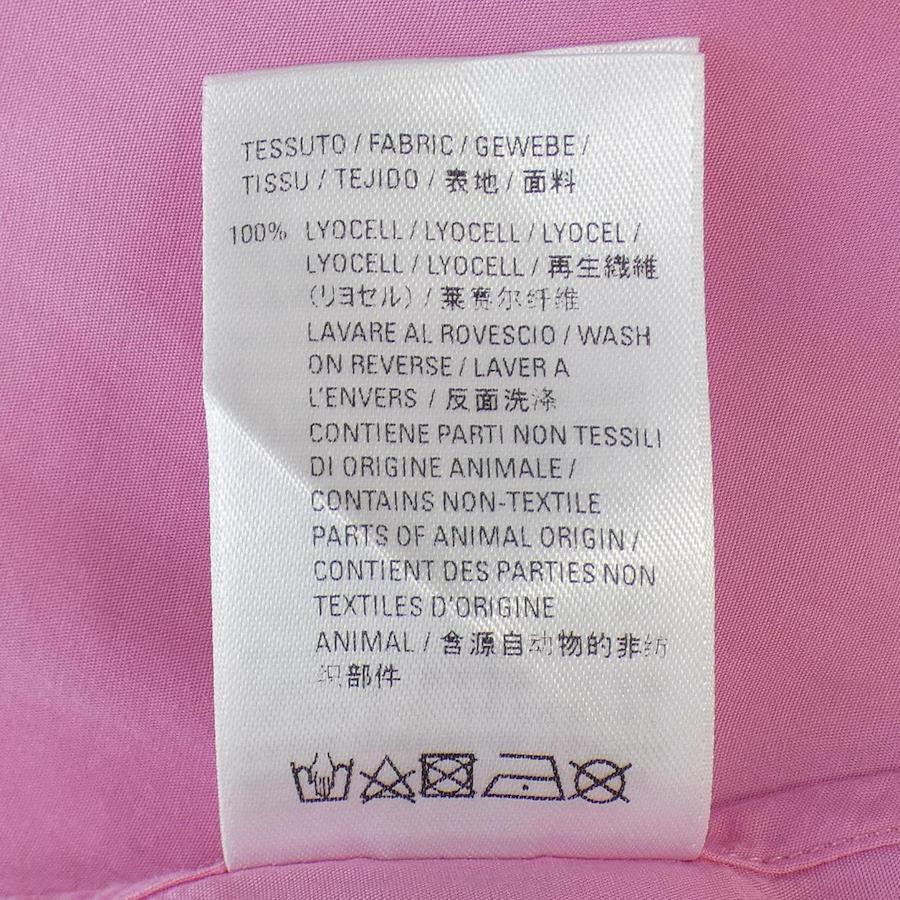 TESSUTO / FABRIC / GEWEBE /
TISSU / TEJIDO / 表地 / 面料
100% LYOCELL / LYOCELL / LYOCEL /
LYOCELL / LYOCELL / 再生繊維
(リヨセル) / 莱赛尔纤维
LAVARE AL ROVESCIO / WASH
ON REVERSE / LAVER A
L'ENVERS / 反面洗涤
CONTIENE PARTI NON TESSILI
DI ORIGINE ANIMALE /
CONTAINS NON-TEXTILE
PARTS OF ANIMAL ORIGIN /
CONTIENT DES PARTIES NON
TEXTILES D'ORIGINE
ANIMAL / 含源自动物的非纺
织部件